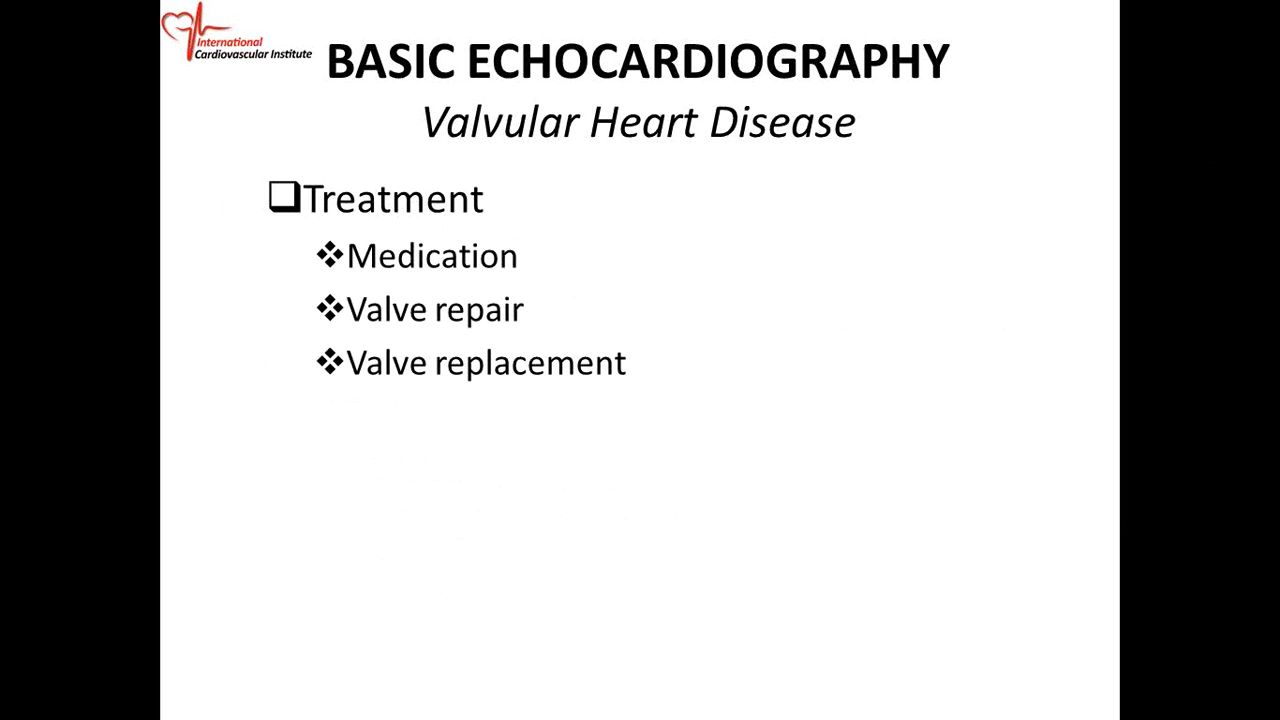 International
Cardiovascular Institute
BASIC ECHOCARDIOGRAPHY
Valvular Heart Disease
Treatment
Medication
Valve repair
Valve replacement